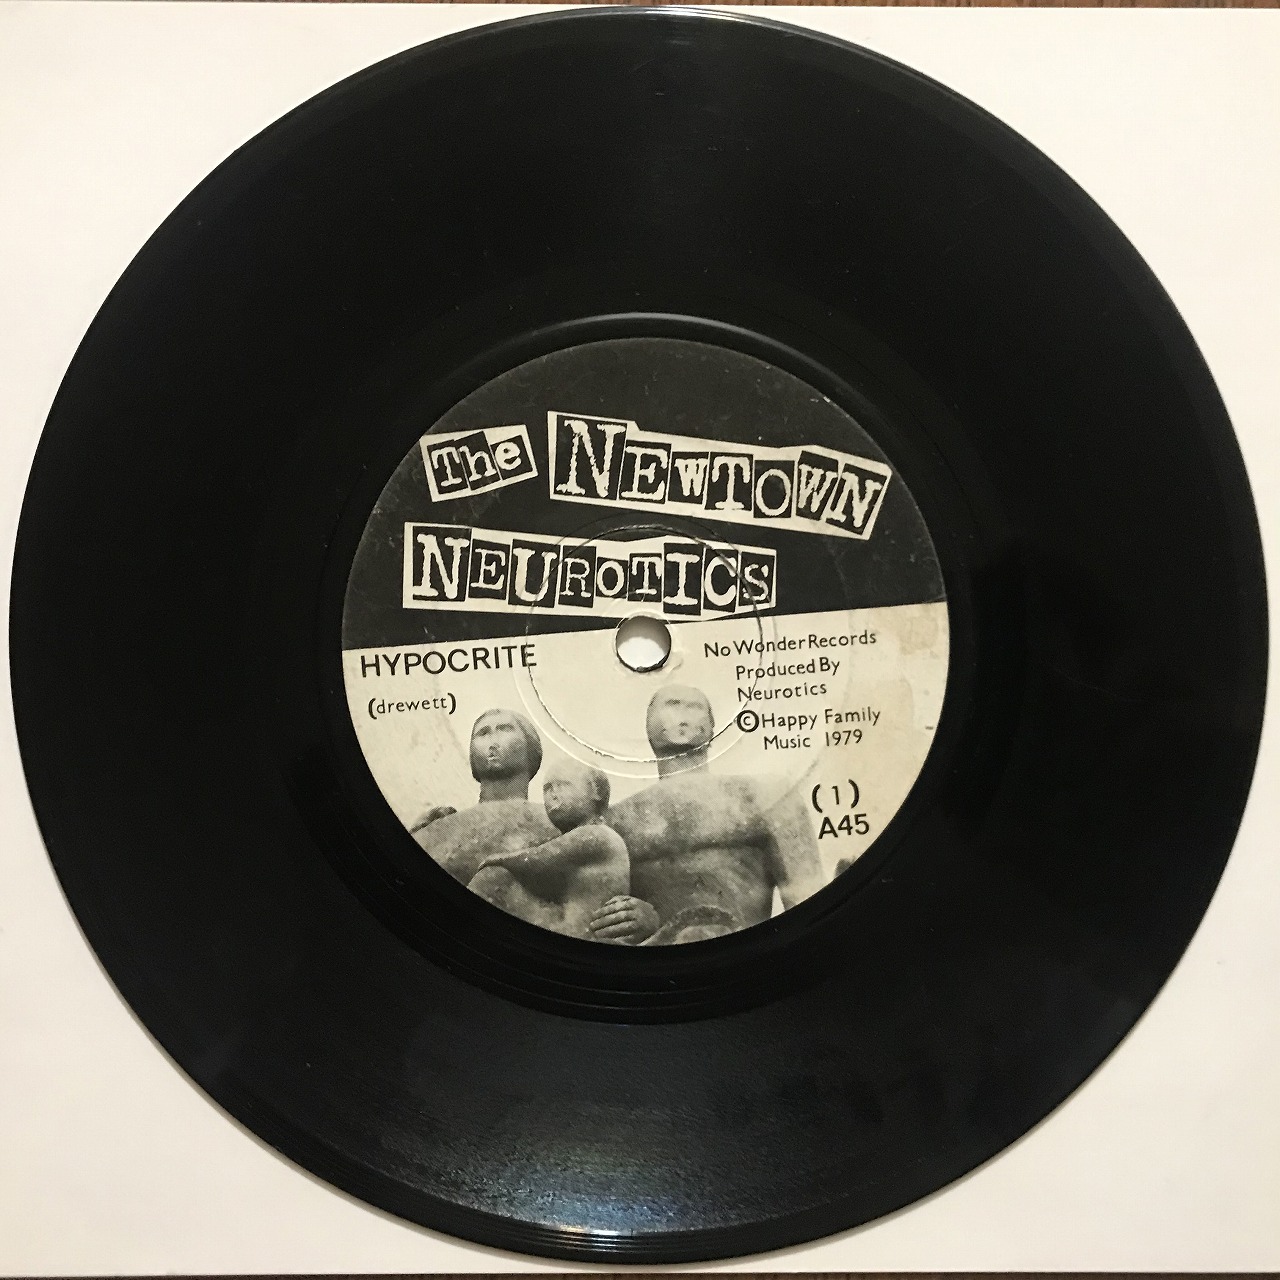 The NEWTOWN
NEUROTICS
HYPOCRITE
(drewett)
No Wonder Records
Produced By
Neurotics
©Happy Family
Music 1979
(1)
A45